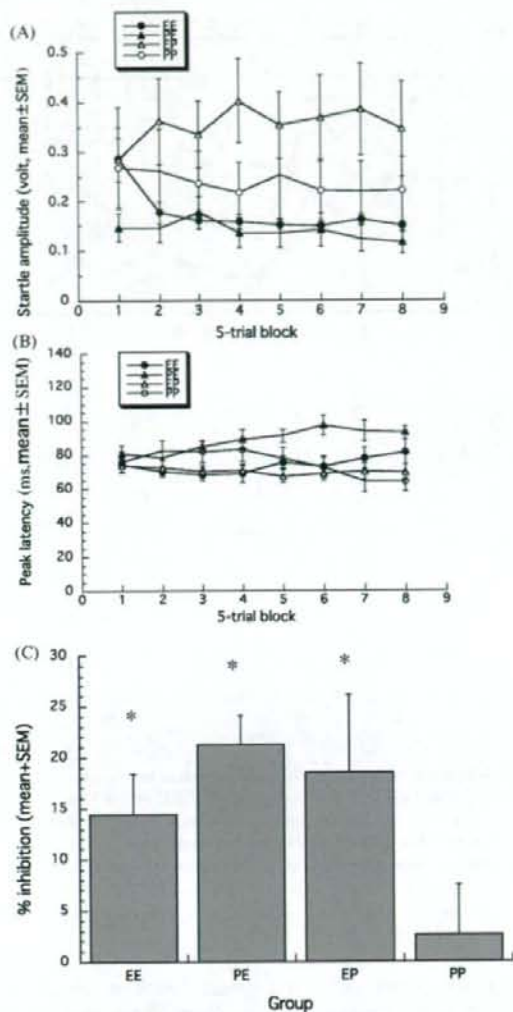 (A)
PP
Startle amplitude (volt, mean ± SEM)
0.5
0.4
0.3
0.2
0.1
0
0 1 2 3 4 5 6 7 8 9
5-trial block
(B)
PP
Peak latency (ms.mean ± SEM)
140
120
100
80
60
40
20
0
0 1 2 3 4 5 6 7 8 9
5-trial block
(C)
*
*
*
% inhibition (mean+SEM)
30
25
20
15
10
5
0
EE PE EP PP
Group